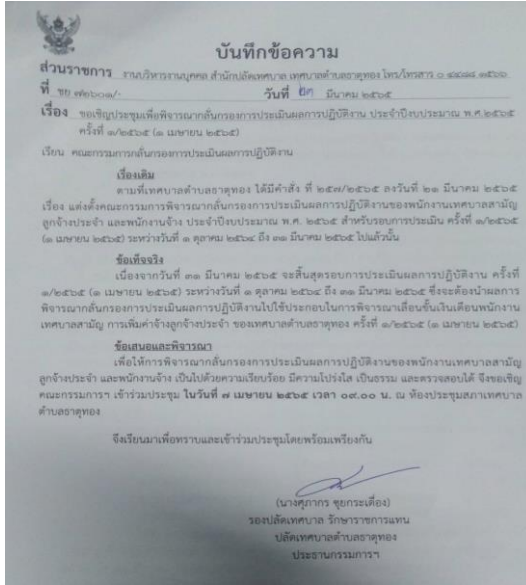 บันทึกข้อความ
ส่วนราชการ งานบริหารงานบุคคล สำนักปลัดเทศบาล เทศบาลตำบลธาตุทอง โทร/โทรสาร ๐ ๔๔๘๘
ที่ ชย ๗๒๖๐๑/- วันที่ มีนาคม ๒๕๖๕
เรื่อง ขอเชิญประชุมเพื่อพิจารณากลั่นกรองการประเมินผลการปฏิบัติงาน ประจำปีงบประมาณ พ.ศ.๒๕๖๕
ครั้งที่ ๑/๒๕๖๕ (๑ เมษายน ๒๕๖๕)
เรียน คณะกรรมการกลั่นกรองการประเมินผลการปฏิบัติงาน
เรื่องเดิม
ตามที่เทศบาลตำบลธาตุทอง ได้มีคำสั่ง ที่ ๒๕๗/๒๕๖๕ ลงวันที่ ๒๑ มีนาคม ๒๕๖๕
เรื่อง แต่งตั้งคณะกรรมการพิจารณากลั่นกรองการประเมินผลการปฏิบัติงานของพนักงานเทศบาลสามัญ
ลูกจ้างประจำ และพนักงานจ้าง ประจำปีงบประมาณ พ.ศ. ๒๕๖๕ สำหรับรอบการประเมิน ครั้งที่ ๑/๒๕๖๕
(๑ เมษายน ๒๕๖๕) ระหว่างวันที่ ๑ ตุลาคม ๒๕๖๔ ถึง ๓๑ มีนาคม ๒๕๖๕ ไปแล้วนั้น
ข้อเท็จจริง
เนื่องจากวันที่ ๓๑ มีนาคม ๒๕๖๕ จะสิ้นสุดรอบการประเมินผลการปฏิบัติงาน ครั้งที่
๑/๒๕๖๕ (๑ เมษายน ๒๕๖๕) ระหว่างวันที่ ๑ ตุลาคม ๒๕๖๔ ถึง ๓๑ มีนาคม ๒๕๖๕ ซึ่งจะต้องนำผลการ
พิจารณากลั่นกรองการประเมินผลการปฏิบัติงานไปใช้ประกอบในการพิจารณาเลื่อนขั้นเงินเดือนพนักงาน
เทศบาลสามัญ การเพิ่มค่าจ้างลูกจ้างประจำ ของเทศบาลตำบลธาตุทอง ครั้งที่ ๑/๒๕๖๕ (๑ เมษายน ๒๕๖๕)
ข้อเสนอและพิจารณา
เพื่อให้การพิจารณากลั่นกรองการประเมินผลการปฏิบัติงานของพนักงานเทศบาลสามัญ
ลูกจ้างประจำ และพนักงานจ้าง เป็นไปด้วยความเรียบร้อย มีความโปร่งใส เป็นธรรม และตรวจสอบได้ จึงขอเชิญ
คณะกรรมการฯ เข้าร่วมประชุม ในวันที่ ๗ เมษายน ๒๕๖๕ เวลา ๐๙.๐๐ น. ณ ห้องประชุมสภาเทศบาล
ตำบลธาตุทอง
จึงเรียนมาเพื่อทราบและเข้าร่วมประชุมโดยพร้อมเพรียงกัน
(นางศุภากร ชุยกระเดื่อง)
รองปลัดเทศบาล รักษาราชการแทน
ปลัดเทศบาลตำบลธาตุทอง
ประธานกรรมการฯ